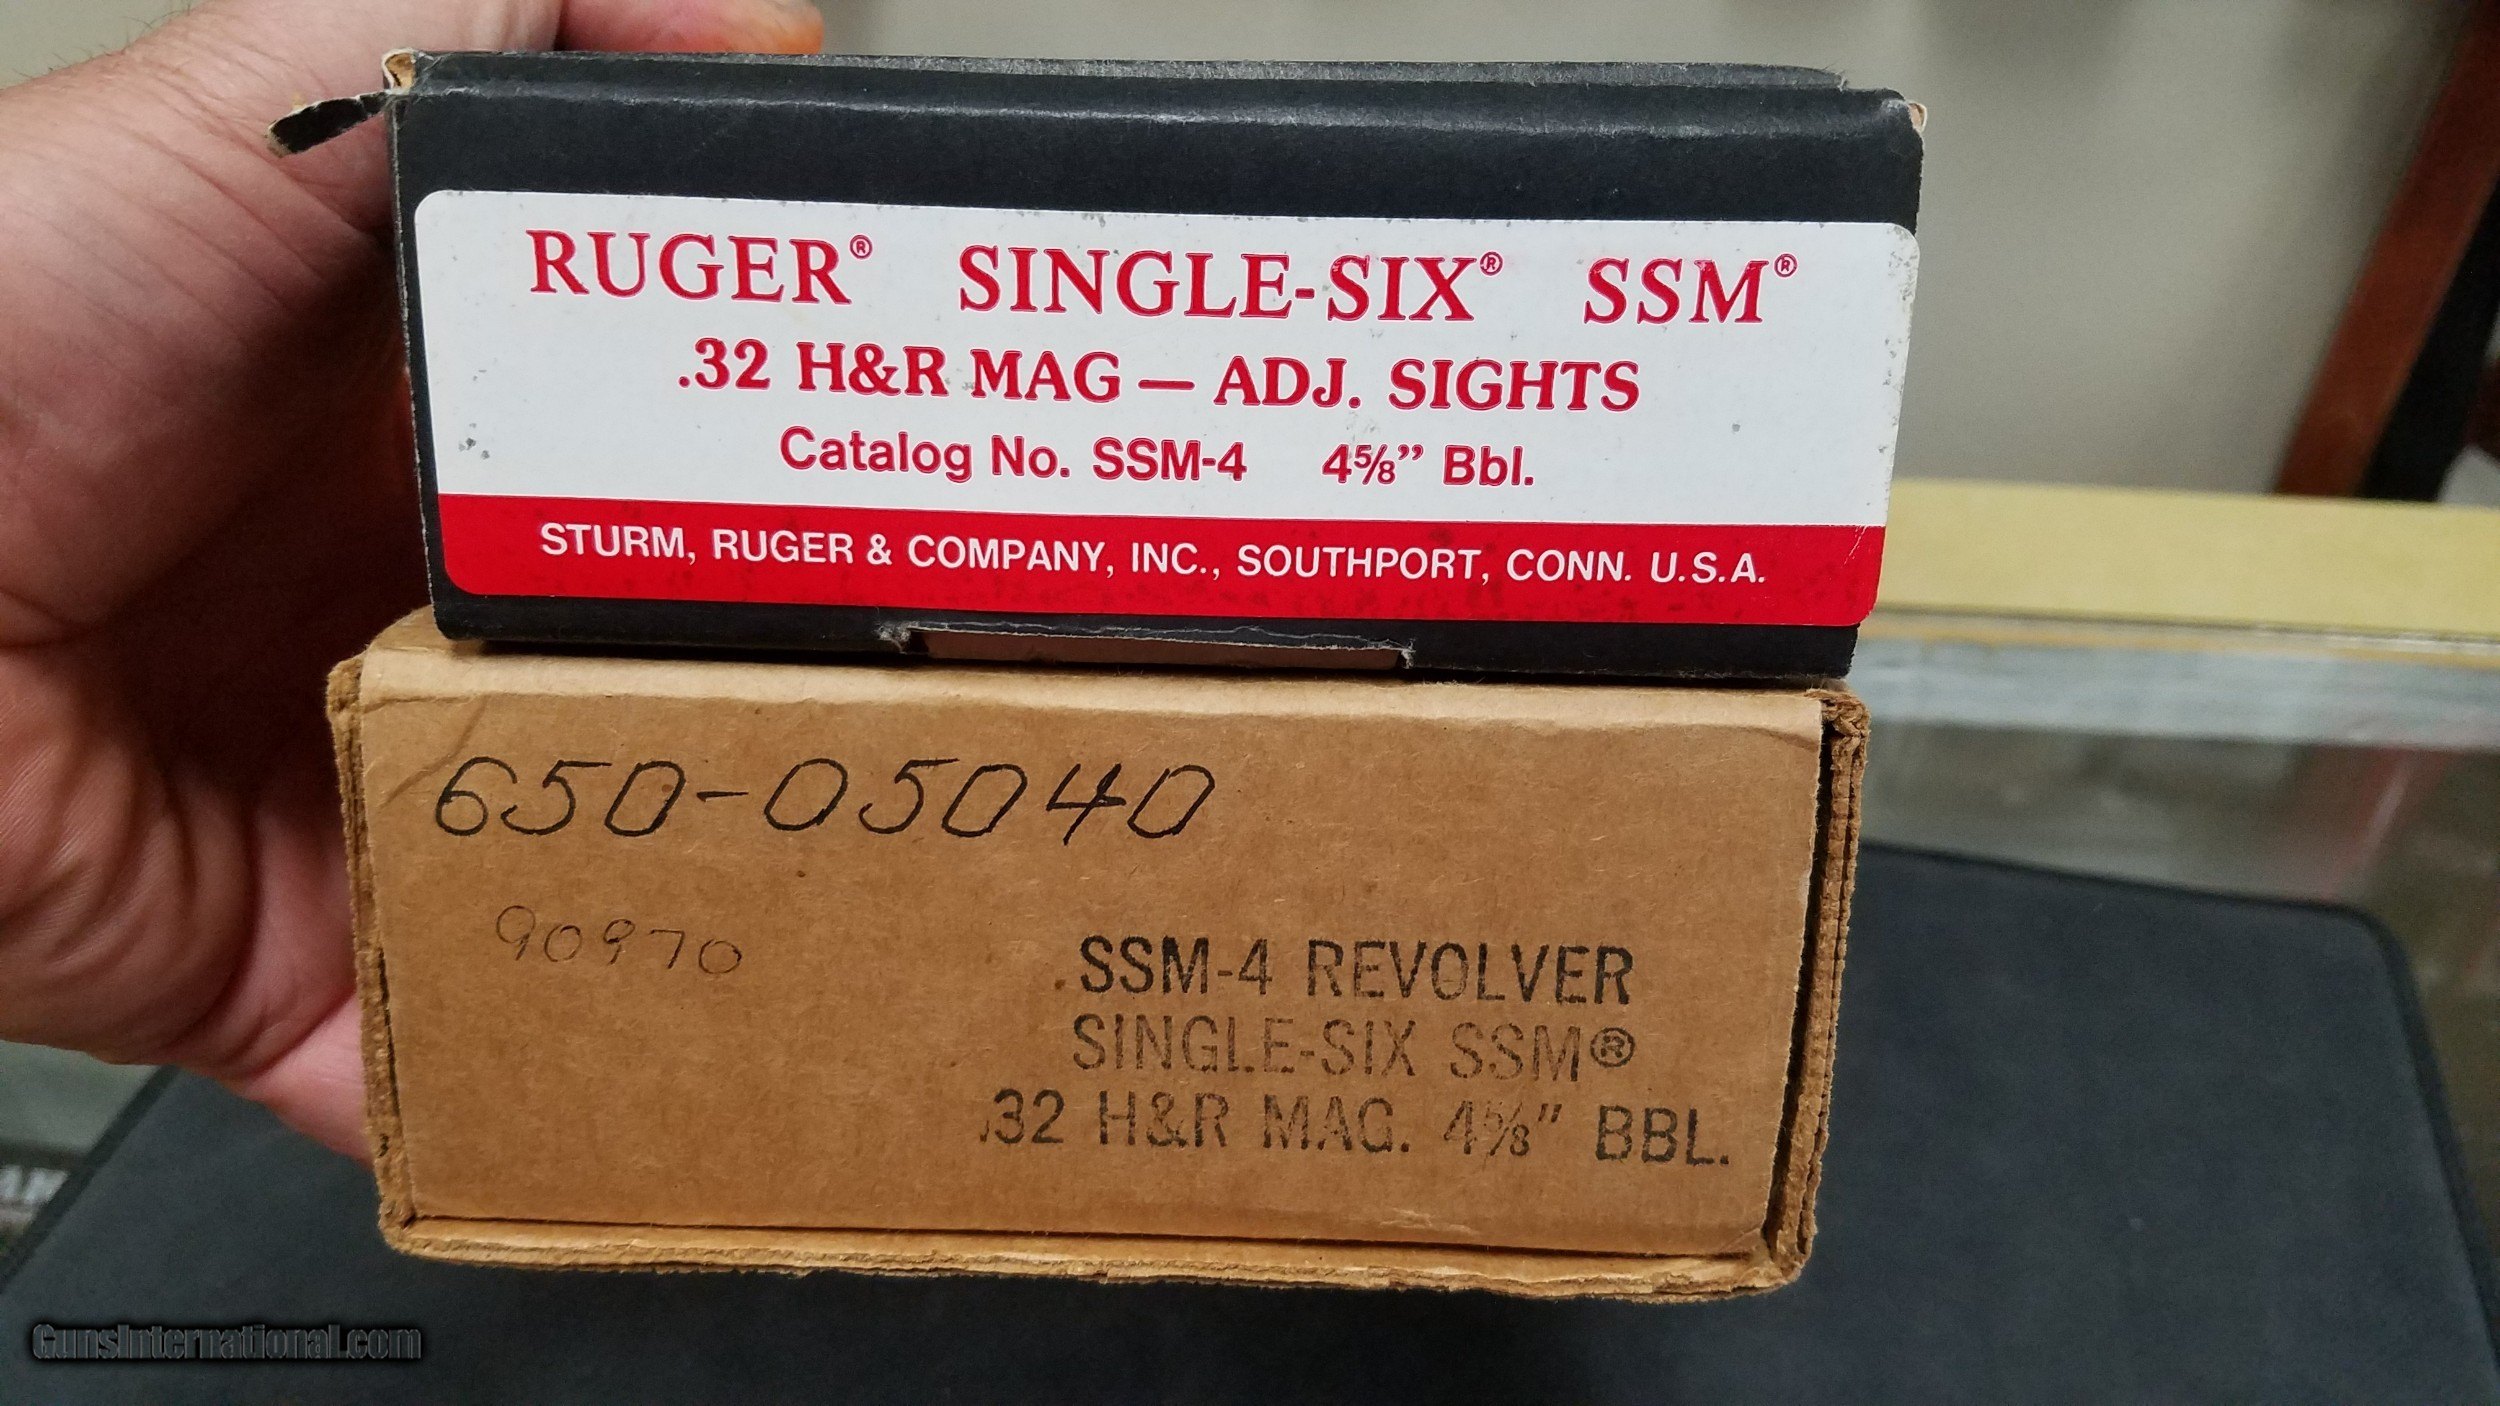 RUGER® SINGLE-SIX® SSM®
.32 H&R MAG — ADJ. SIGHTS
Catalog No. SSM-4 4⅝” Bbl.
STURM, RUGER & COMPANY, INC., SOUTHPORT, CONN. U.S.A.
650-05040
90970
SSM-4 REVOLVER
SINGLE-SIX SSM®
.32 H&R MAG. 4⅝" BBL.
GunsInternational.com